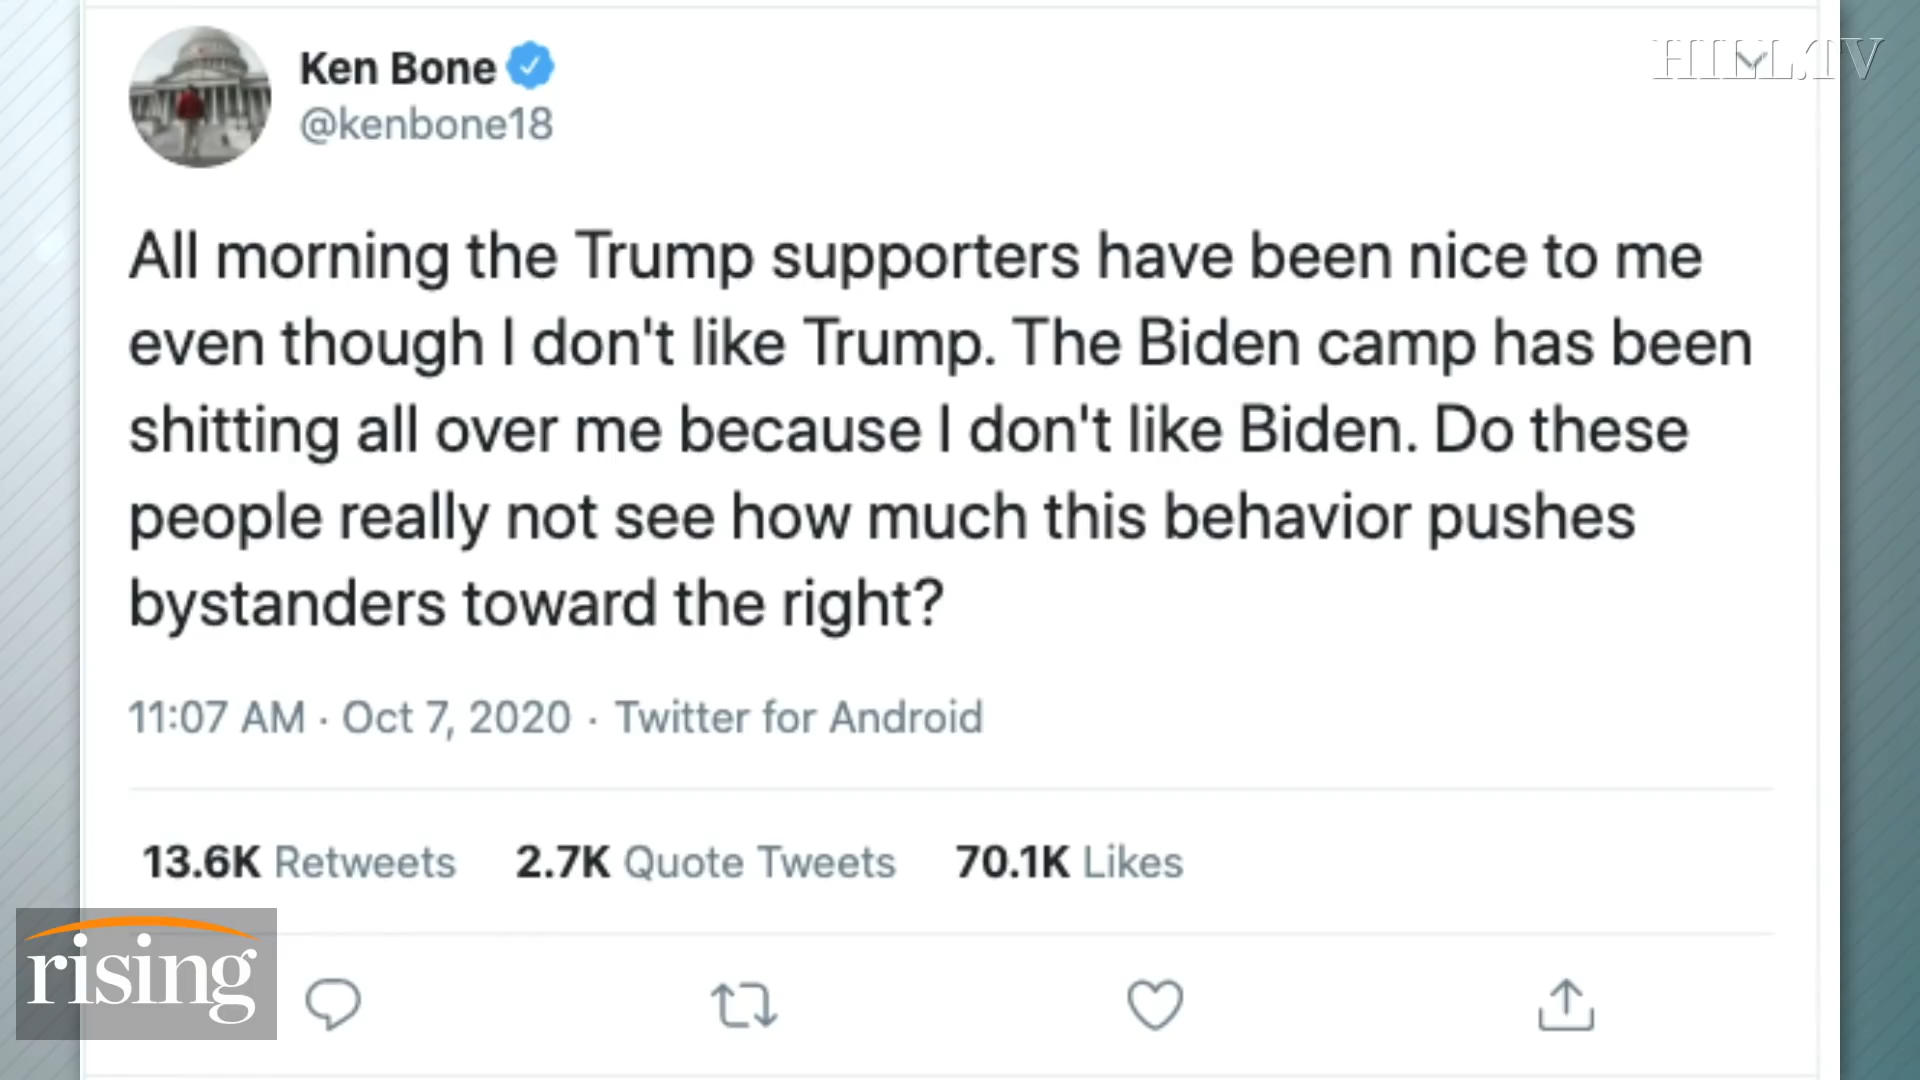 Ken Bone
@kenbone18
HILL.TV
All morning the Trump supporters have been nice to me
even though I don't like Trump. The Biden camp has been
shitting all over me because I don't like Biden. Do these
people really not see how much this behavior pushes
bystanders toward the right?
11:07 AM · Oct 7, 2020 · Twitter for Android
13.6K Retweets 2.7K Quote Tweets 70.1K Likes
rising